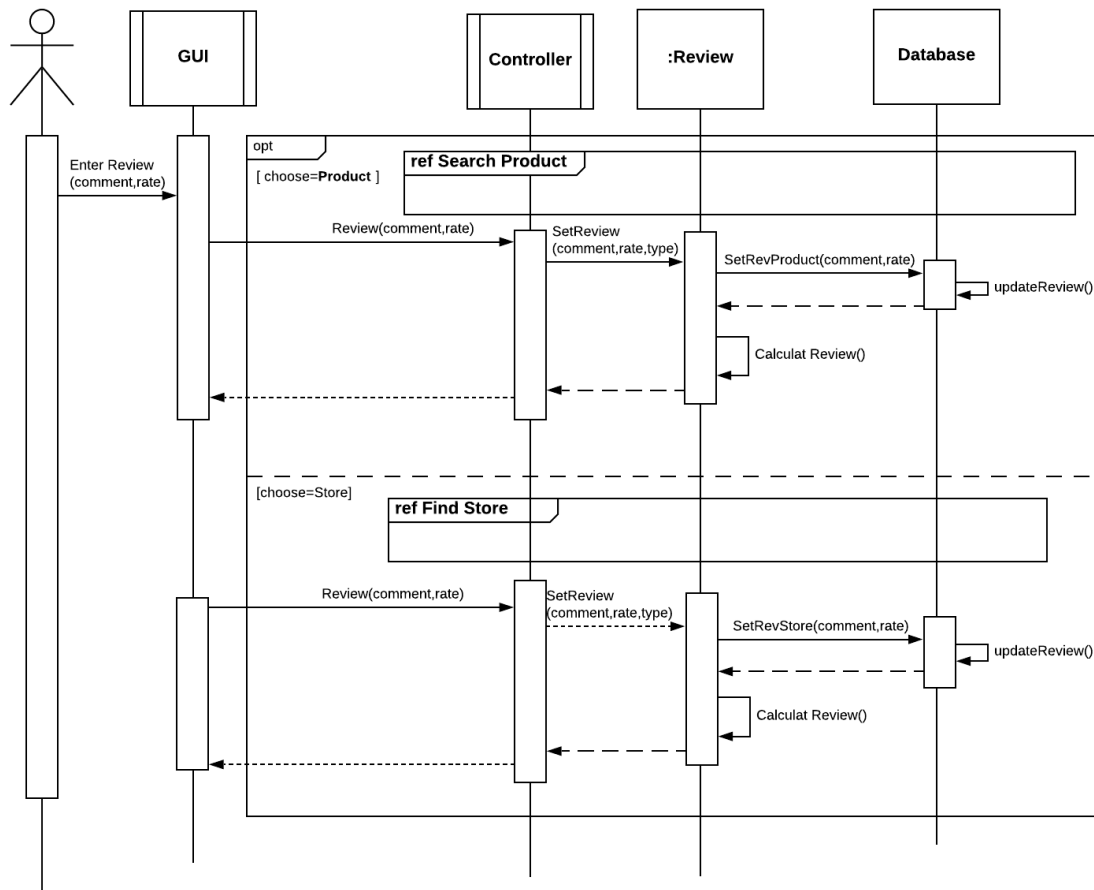 GUI
Controller
:Review
Database
opt
ref Search Product
[ choose=Product ]
Enter Review
(comment,rate)
Review(comment,rate)
SetReview
(comment,rate,type)
SetRevProduct(comment,rate)
updateReview()
Calculat Review()
[choose=Store]
ref Find Store
Review(comment,rate)
SetReview
(comment,rate,type)
SetRevStore(comment,rate)
updateReview()
Calculat Review()